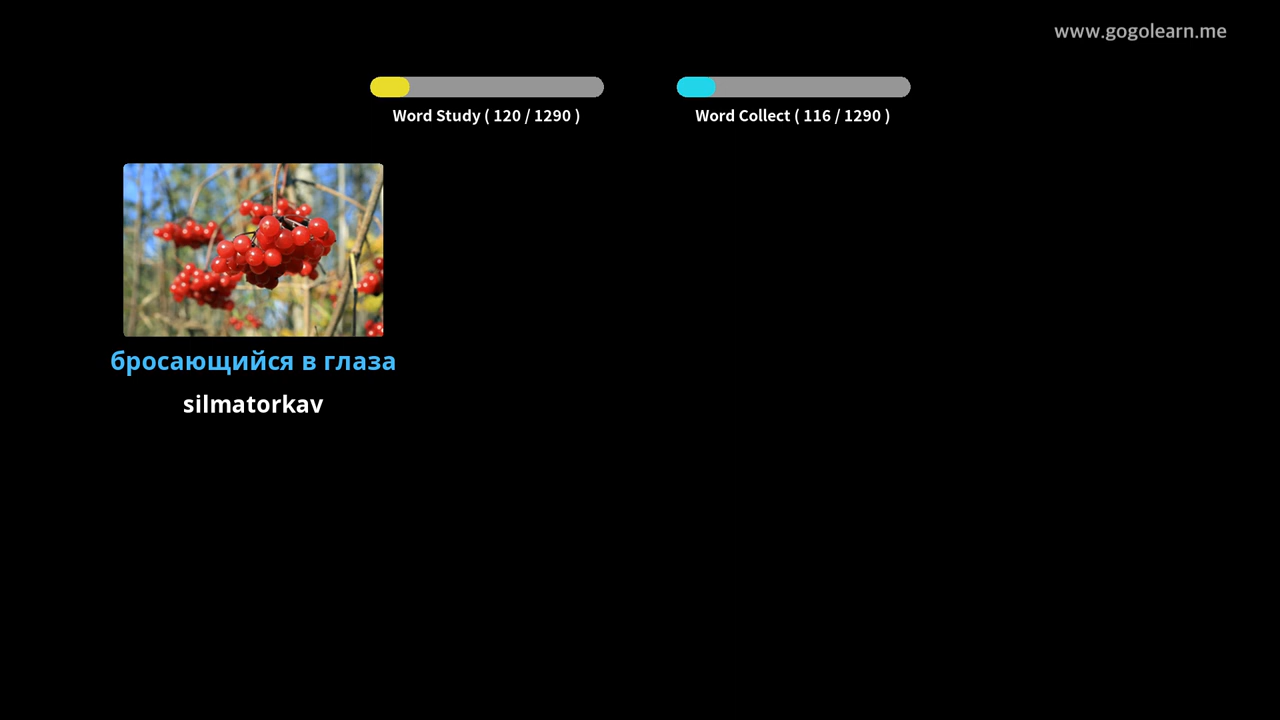 www.gogolearn.me
Word Study ( 120 / 1290 )
Word Collect ( 116 / 1290 )
бросающийся в глаза
silmatorkav